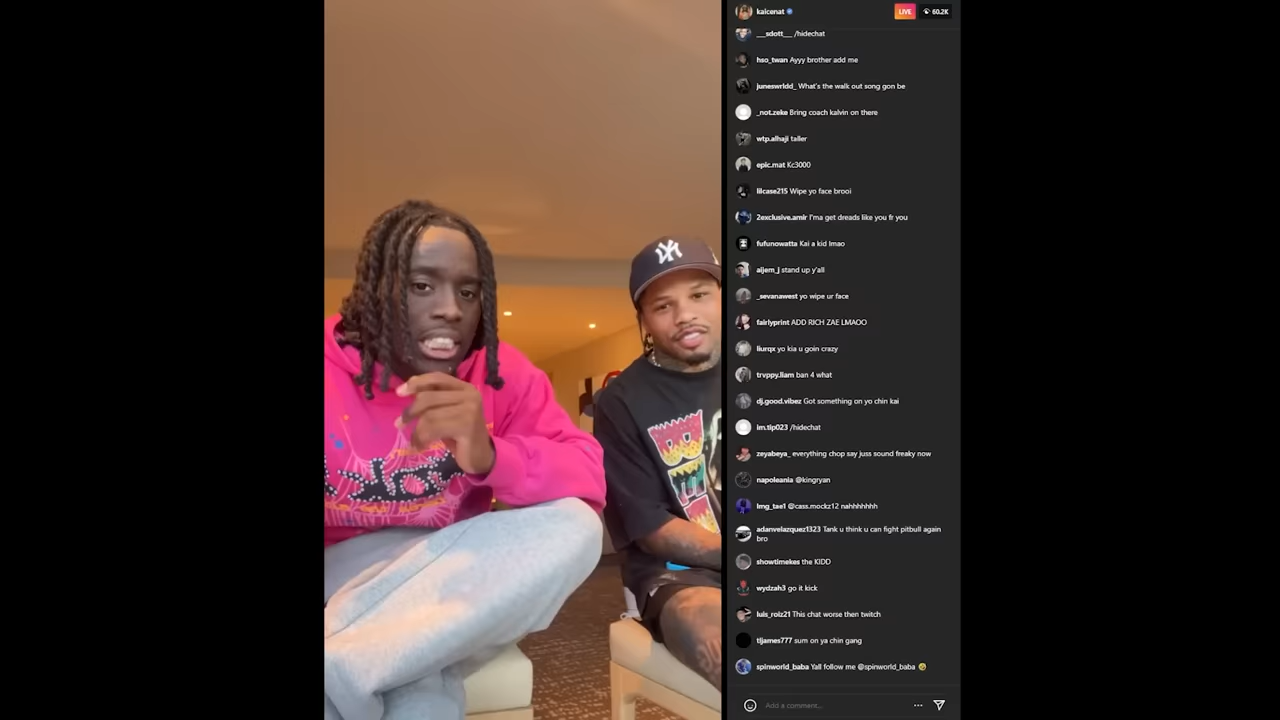 kaicenat
LIVE
60.2K
__sdott__ /hidechat
hso_twan Ayyy brother add me
juneswrldd_ What's the walk out song gon be
_not.zeke Bring coach kalvin on there
wtp.alhaji taller
epic.mat Kc3000
lilcase215 Wipe yo face brooi
2exclusive.amir I'ma get dreads like you fr you
fufunowatta Kai a kid lmao
aljem_j stand up y'all
_sevanawest yo wipe ur face
fairlyprint ADD RICH ZAE LMAOO
liurqx yo kia u goin crazy
trvppy.liam ban 4 what
dj.good.vibez Got something on yo chin kai
im.tlp023 /hidechat
zeyabeya_ everything chop say juss sound freaky now
napoleania @kingryan
lmg_tae1 @cass.mockz12 nahhhhhhh
adanvelazquez1323 Tank u think u can fight pitbull again
bro
showtimekes the KIDD
wydzah3 go it kick
luis_roiz21 This chat worse then twitch
tljames777 sum on ya chin gang
spinworld_baba Yall follow me @spinworld_baba 🤣
Add a comment...
NY